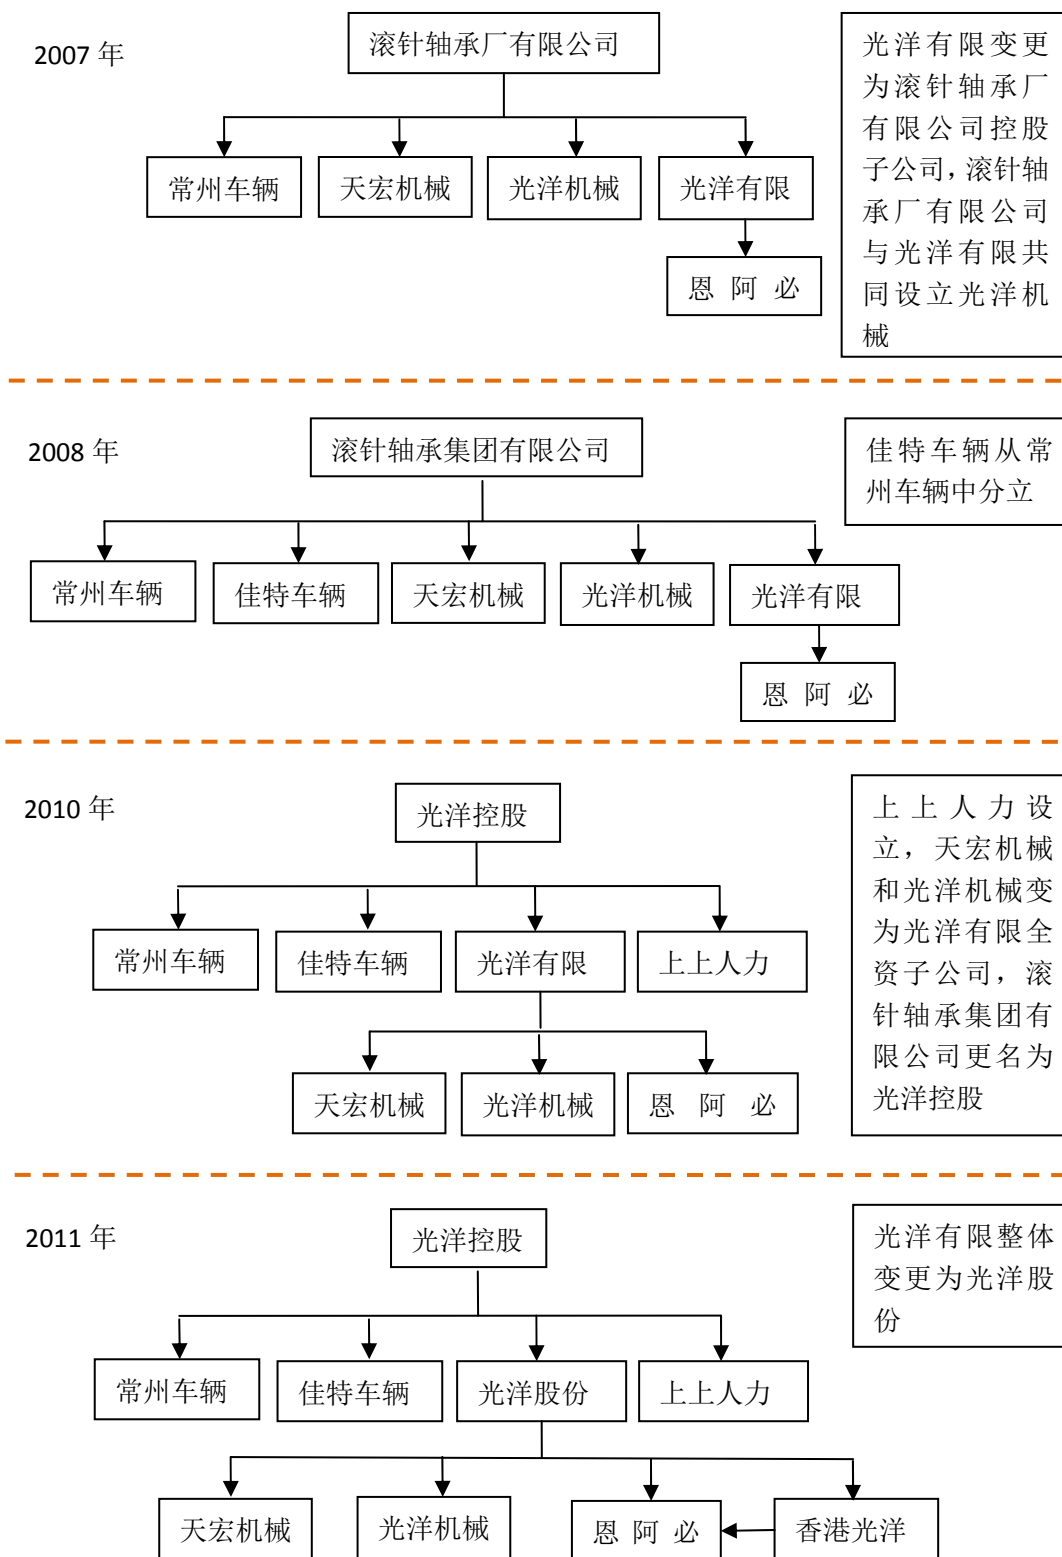 2007 年
滚针轴承厂有限公司
常州车辆
天宏机械
光洋机械
光洋有限
恩阿必
光洋有限变更
为滚针轴承厂
有限公司控股
子公司，滚针轴
承厂有限公司
与光洋有限共
同设立光洋机
械
2008 年
滚针轴承集团有限公司
常州车辆
佳特车辆
天宏机械
光洋机械
光洋有限
恩阿必
佳特车辆从常
州车辆中分立
2010 年
光洋控股
常州车辆
佳特车辆
光洋有限
上上人力
天宏机械
光洋机械
恩阿必
上上人力设
立，天宏机械
和光洋机械变
为光洋有限全
资子公司，滚
针轴承集团有
限公司更名为
光洋控股
2011 年
光洋控股
常州车辆
佳特车辆
光洋股份
上上人力
天宏机械
光洋机械
恩阿必
香港光洋
光洋有限整体
变更为光洋股
份